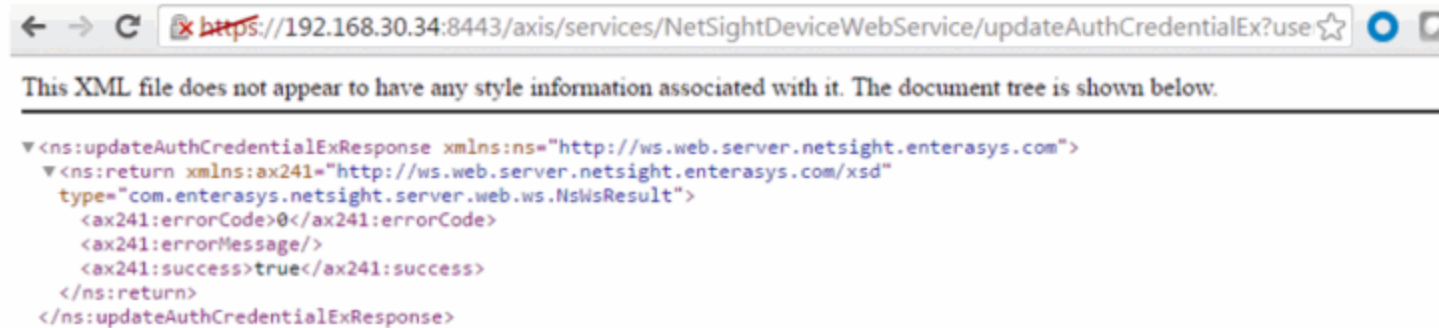 https://192.168.30.34:8443/axis/services/NetSightDeviceWebService/updateAuthCredentialEx?use
This XML file does not appear to have any style information associated with it. The document tree is shown below.
▼<ns:updateAuthCredentialExResponse xmlns:ns="http://ws.web.server.netsight.enterasys.com">
▼<ns:return xmlns:ax241="http://ws.web.server.netsight.enterasys.com/xsd"
type="com.enterasys.netsight.server.web.ws.NsWsResult">
<ax241:errorCode>0</ax241:errorCode>
<ax241:errorMessage/>
<ax241:success>true</ax241:success>
</ns:return>
</ns:updateAuthCredentialExResponse>